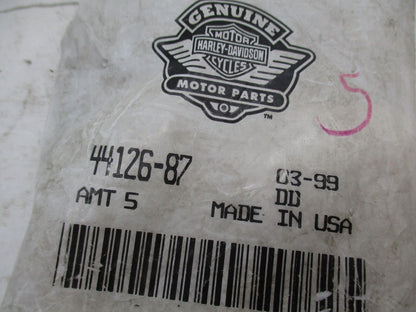 GENUINE
MOTOR
HARLEY-DAVIDSON
CYCLES
MOTOR PARTS
™
5
44126-87
03-99
DD
AMT 5
MADE IN USA